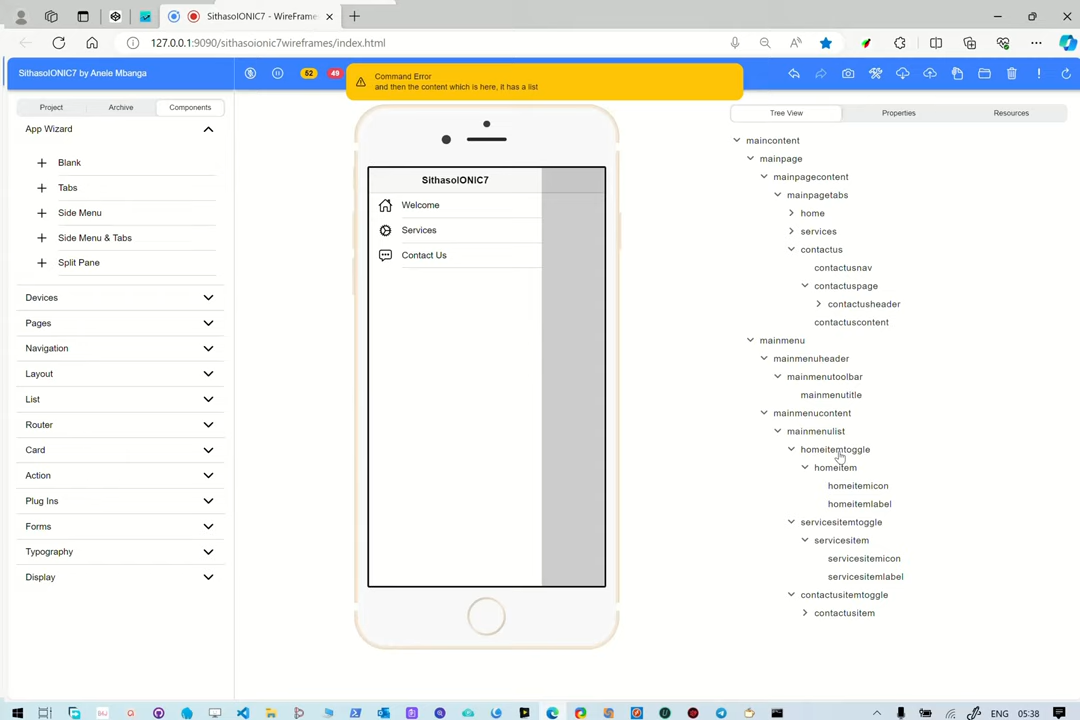 SithasoIONIC7 - WireFrame
127.0.0.1:9090/sithasoionic7wireframes/index.html
SithasoIONIC7 by Anele Mbanga
52
49
Command Error
and then the content which is here, it has a list
Project
Archive
Components
App Wizard
Blank
Tabs
Side Menu
Side Menu & Tabs
Split Pane
Devices
Pages
Navigation
Layout
List
Router
Card
Action
Plug Ins
Forms
Typography
Display
SithasoIONIC7
Welcome
Services
Contact Us
Tree View
Properties
Resources
maincontent
mainpage
mainpagecontent
mainpagetabs
home
services
contactus
contactusnav
contactuspage
contactusheader
contactuscontent
mainmenu
mainmenuheader
mainmenutoolbar
mainmenutitle
mainmenucontent
mainmenulist
homeitemtoggle
homeitem
homeitemicon
homeitemlabel
servicesitemtoggle
servicesitem
servicesitemicon
servicesitemlabel
contactusitemtoggle
contactusitem
ENG
05:38